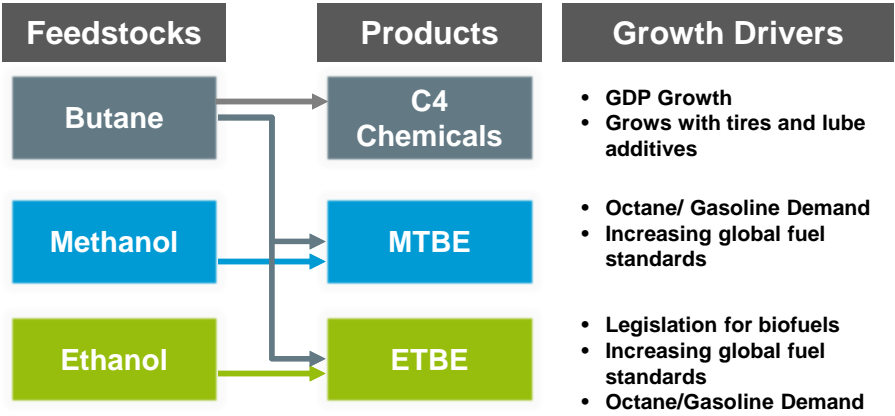 Feedstocks
Products
Growth Drivers
Butane
C4
Chemicals
• GDP Growth
• Grows with tires and lube
additives
Methanol
MTBE
• Octane/ Gasoline Demand
• Increasing global fuel
standards
Ethanol
ETBE
• Legislation for biofuels
• Increasing global fuel
standards
• Octane/Gasoline Demand